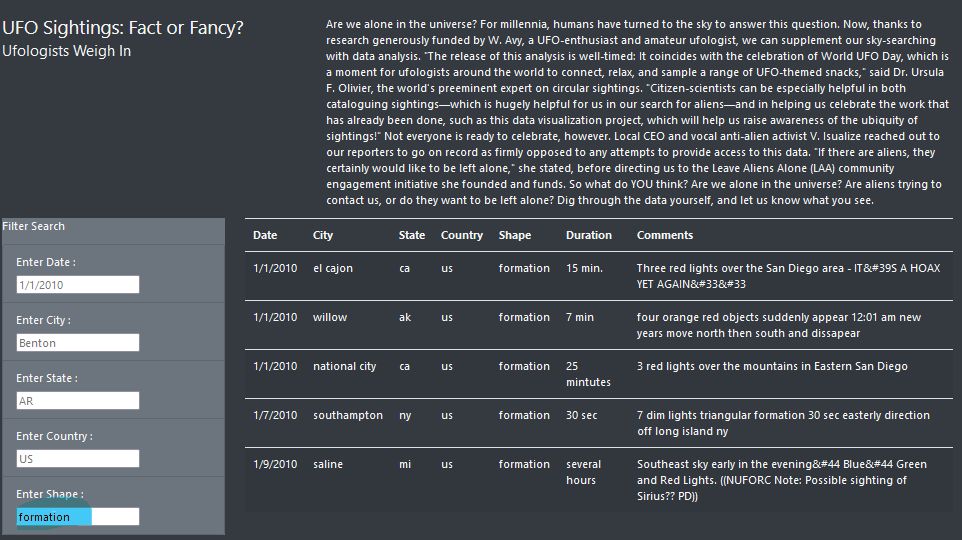 UFO Sightings: Fact or Fancy?
Ufologists Weigh In
Are we alone in the universe? For millennia, humans have turned to the sky to answer this question. Now, thanks to
research generously funded by W. Avy, a UFO-enthusiast and amateur ufologist, we can supplement our sky-searching
with data analysis. "The release of this analysis is well-timed: It coincides with the celebration of World UFO Day, which is
a moment for ufologists around the world to connect, relax, and sample a range of UFO-themed snacks," said Dr. Ursula
F. Olivier, the world's preeminent expert on circular sightings. "Citizen-scientists can be especially helpful in both
cataloguing sightings—which is hugely helpful for us in our search for aliens—and in helping us celebrate the work that
has already been done, such as this data visualization project, which will help us raise awareness of the ubiquity of
sightings!" Not everyone is ready to celebrate, however. Local CEO and vocal anti-alien activist V. Isualize reached out to
our reporters to go on record as firmly opposed to any attempts to provide access to this data. "If there are aliens, they
certainly would like to be left alone," she stated, before directing us to the Leave Aliens Alone (LAA) community
engagement initiative she founded and funds. So what do YOU think? Are we alone in the universe? Are aliens trying to
contact us, or do they want to be left alone? Dig through the data yourself, and let us know what you see.
Filter Search
Enter Date :
1/1/2010
Enter City :
Benton
Enter State :
AR
Enter Country :
US
Enter Shape :
formation
Date City State Country Shape Duration Comments
1/1/2010 el cajon ca us formation 15 min. Three red lights over the San Diego area - IT&#39S A HOAX
YET AGAIN&#33&#33
1/1/2010 willow ak us formation 7 min four orange red objects suddenly appear 12:01 am new
years move north then south and dissapear
1/1/2010 national city ca us formation 25 3 red lights over the mountains in Eastern San Diego
mintutes
1/7/2010 southampton ny us formation 30 sec 7 dim lights triangular formation 30 sec easterly direction
off long island ny
1/9/2010 saline mi us formation several Southeast sky early in the evening&#44 Blue&#44 Green
hours and Red Lights. ((NUFORC Note: Possible sighting of
Sirius?? PD))